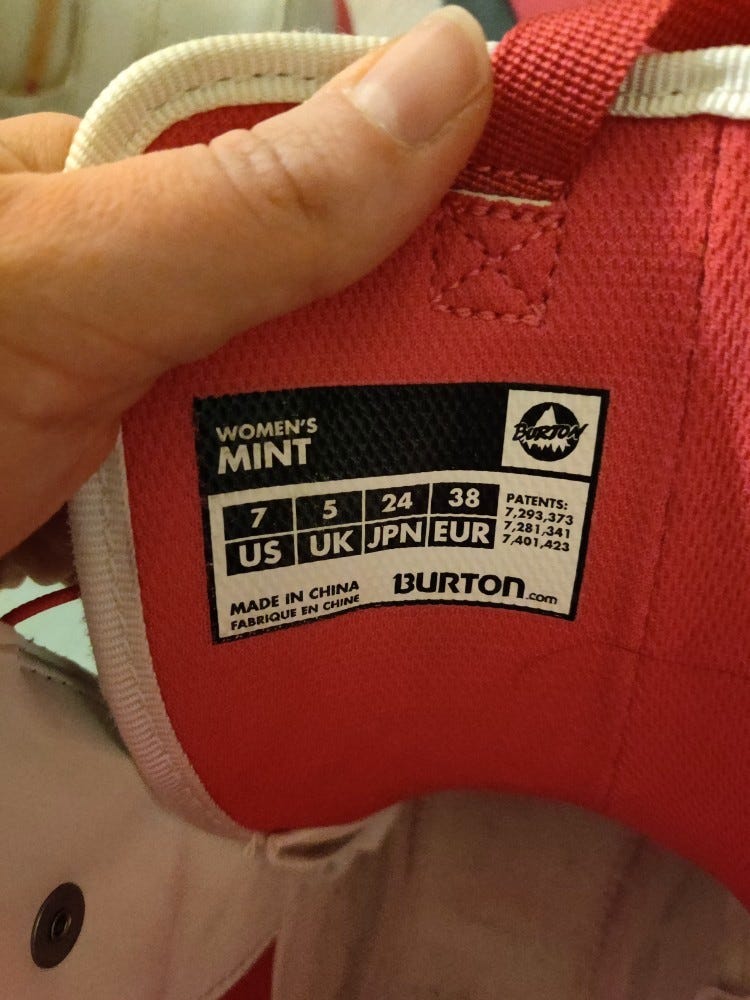 WOMEN'S
MINT
BURTON
7 5 24 38
US UK JPN EUR
PATENTS:
7,293,373
7,281,341
7,401,423
MADE IN CHINA
FABRIQUE EN CHINE
BURTON.com